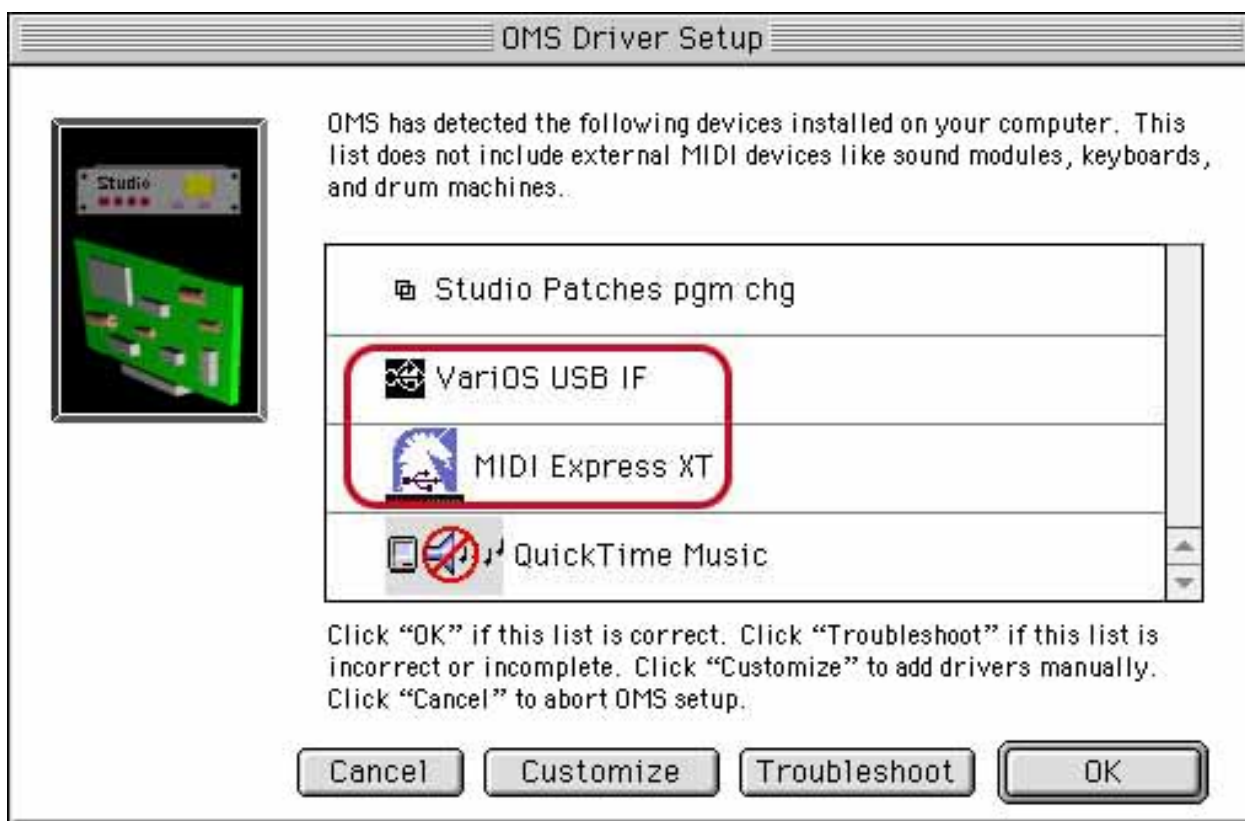 OMS Driver Setup
OMS has detected the following devices installed on your computer. This
list does not include external MIDI devices like sound modules, keyboards,
and drum machines.
Studio
Studio Patches pgm chg
VariOS USB IF
MIDI Express XT
QuickTime Music
Click “OK” if this list is correct. Click “Troubleshoot” if this list is
incorrect or incomplete. Click “Customize” to add drivers manually.
Click “Cancel” to abort OMS setup.
Cancel Customize Troubleshoot OK